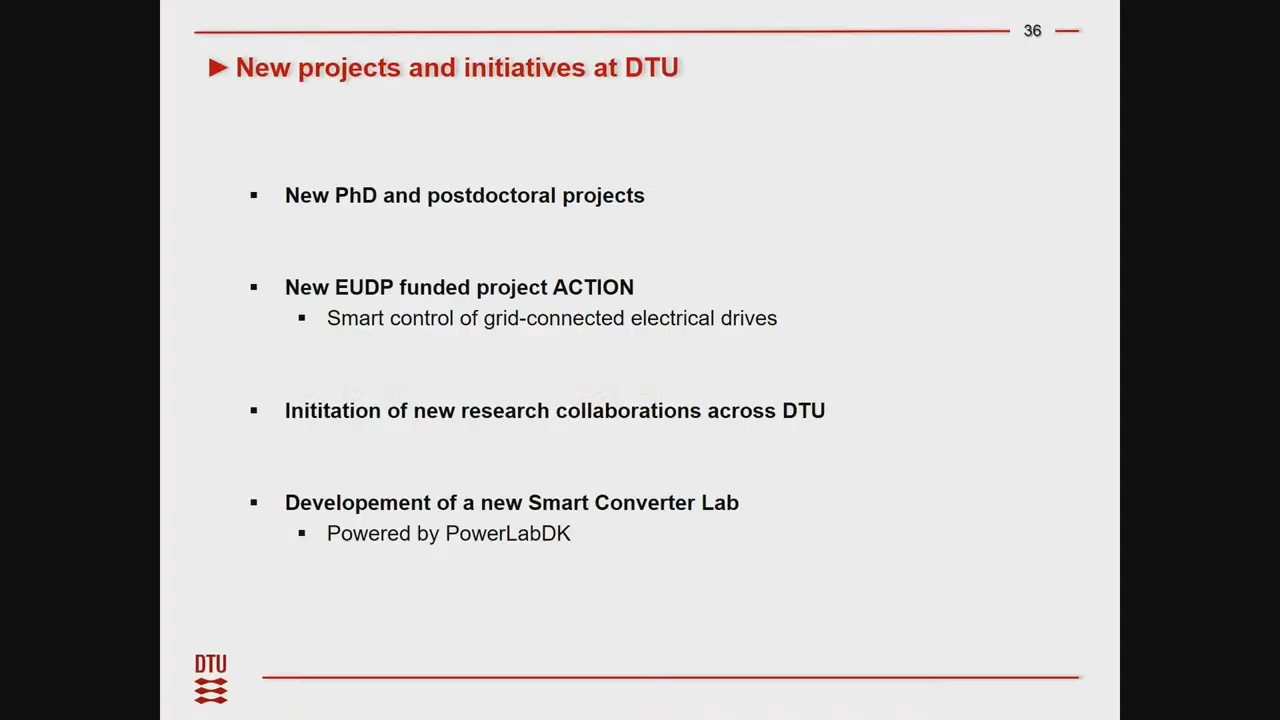 36
► New projects and initiatives at DTU
▪ New PhD and postdoctoral projects
▪ New EUDP funded project ACTION
▪ Smart control of grid-connected electrical drives
▪ Inititation of new research collaborations across DTU
▪ Developement of a new Smart Converter Lab
▪ Powered by PowerLabDK
DTU